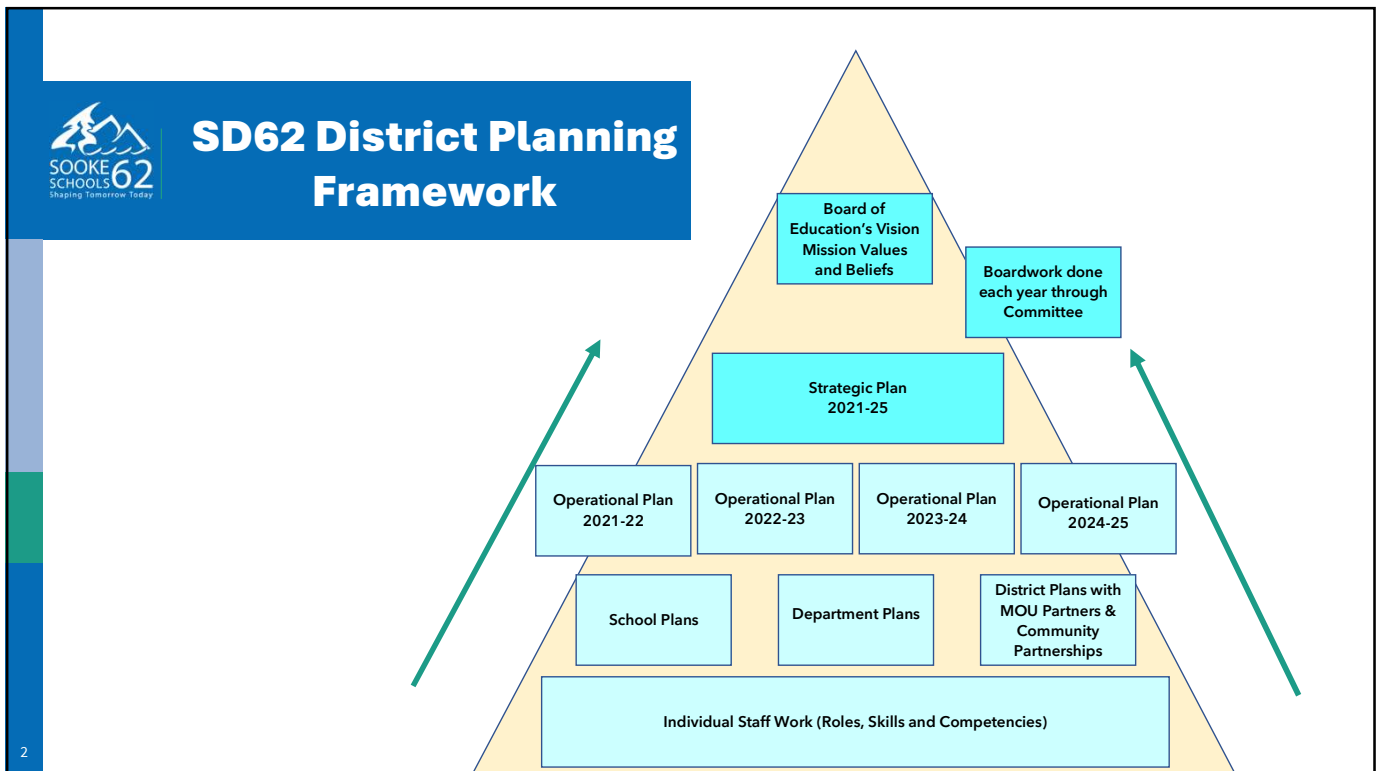 SOOKE
SCHOOLS 62
Shaping Tomorrow Today
SD62 District Planning
Framework
Board of
Education's Vision
Mission Values
and Beliefs
Boardwork done
each year through
Committee
Strategic Plan
2021-25
Operational Plan
2021-22
Operational Plan
2022-23
Operational Plan
2023-24
Operational Plan
2024-25
School Plans
Department Plans
District Plans with
MOU Partners &
Community
Partnerships
Individual Staff Work (Roles, Skills and Competencies)
2